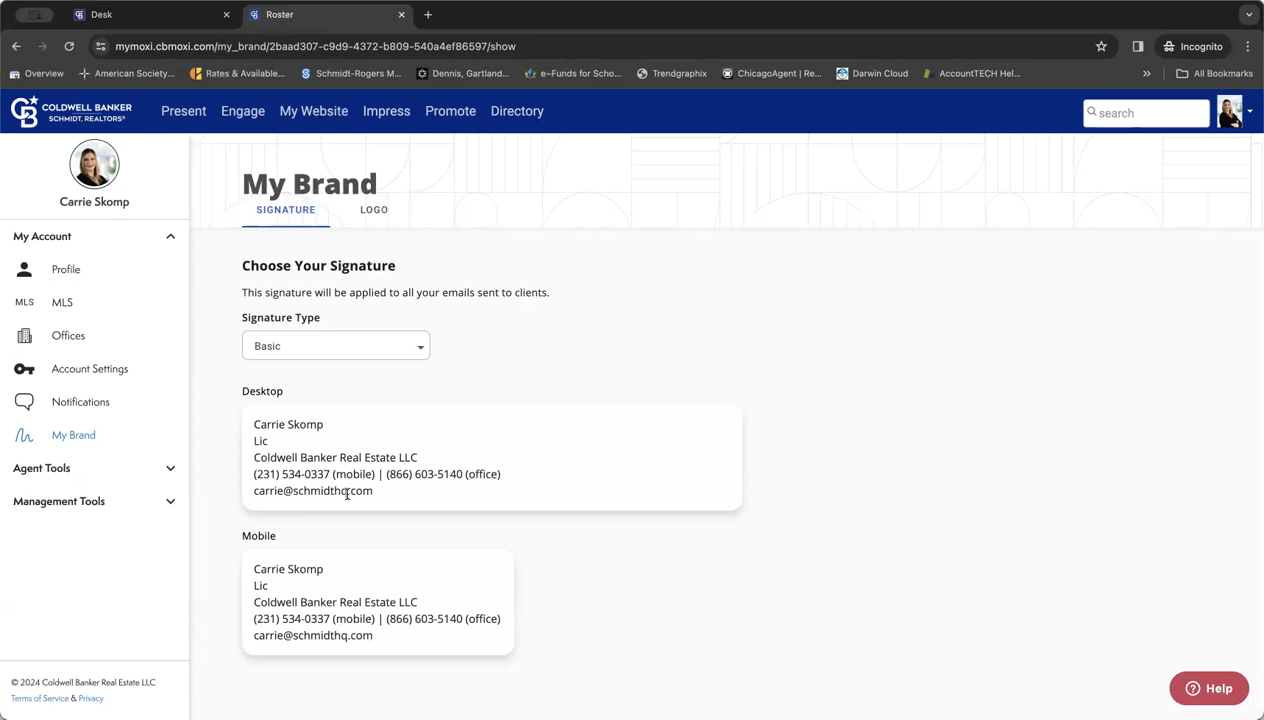 Desk
Roster
mymoxi.cbmoxi.com/my_brand/2baad307-c9d9-4372-b809-540a4ef86597/show
Incognito
Overview
American Society...
Rates & Available...
Schmidt-Rogers M...
Dennis, Gartland...
e~Funds for Scho...
Trendgraphix
ChicagoAgent | Re...
Darwin Cloud
AccountTECH Hel...
»
All Bookmarks
COLDWELL BANKER
SCHMIDT, REALTORS®
Present
Engage
My Website
Impress
Promote
Directory
search
Carrie Skomp
My Account
Profile
MLS MLS
Offices
Account Settings
Notifications
My Brand
Agent Tools
Management Tools
© 2024 Coldwell Banker Real Estate LLC
Terms of Service & Privacy
My Brand
SIGNATURE
LOGO
Choose Your Signature
This signature will be applied to all your emails sent to clients.
Signature Type
Basic
Desktop
Carrie Skomp
Lic
Coldwell Banker Real Estate LLC
(231) 534-0337 (mobile) | (866) 603-5140 (office)
carrie@schmidthq.com
Mobile
Carrie Skomp
Lic
Coldwell Banker Real Estate LLC
(231) 534-0337 (mobile) | (866) 603-5140 (office)
carrie@schmidthq.com
Help